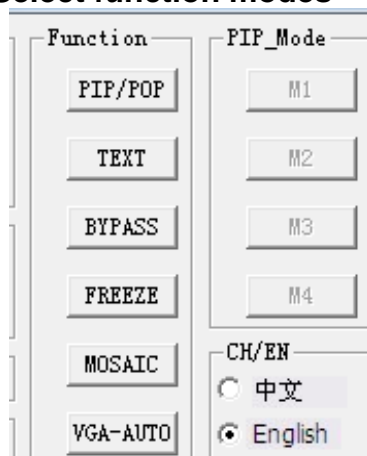 Function
PIP/POP
TEXT
BYPASS
FREEZE
MOSAIC
VGA-AUTO
PIP_Mode
M1
M2
M3
M4
CH/EN
中文
English